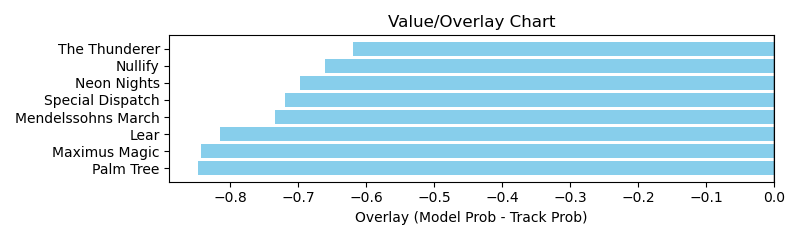 Value/Overlay Chart
The Thunderer
Nullify
Neon Nights
Special Dispatch
Mendelssohns March
Lear
Maximus Magic
Palm Tree
−0.8 −0.7 −0.6 −0.5 −0.4 −0.3 −0.2 −0.1 0.0
Overlay (Model Prob - Track Prob)